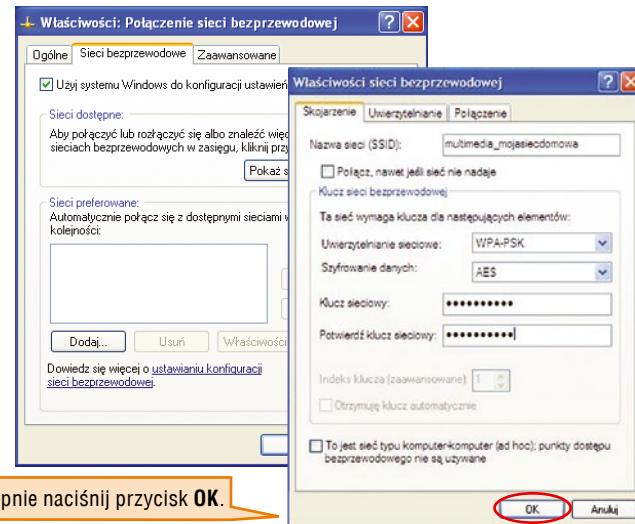 Właściwości: Połączenie sieci bezprzewodowej
Ogólne Sieci bezprzewodowe Zaawansowane
Użyj systemu Windows do konfiguracji ustawień
Sieci dostępne:
Aby połączyć lub rozłączyć się albo znaleźć
sieciach bezprzewodowych w zasięgu, kliknij
Pokaż
Sieci preferowane:
Automatycznie połącz się z dostępnymi sieciami
kolejności:
Dodaj... Usuń Właściwości
Dowiedz się więcej o ustawianiu konfiguracji
sieci bezprzewodowej.
Właściwości sieci bezprzewodowej
Skojarzenie Uwierzytelnianie Połączenie
Nazwa sieci (SSID): multimedia_mojasiecdomowa
Połącz, nawet jeśli sieć nie nadaje
Klucz sieci bezprzewodowej
Ta sieć wymaga klucza dla następujących elementów:
Uwierzytelnianie sieciowe: WPA-PSK
Szyfrowanie danych: AES
Klucz sieciowy: ••••••••••
Potwierdź klucz sieciowy: ••••••••••
Indeks klucza (zaawansowane): 1
Otrzymuję klucz automatycznie
To jest sieć typu komputer-komputer (ad hoc); punkty dostępu
bezprzewodowego nie są używane
OK Anuluj
pnie naciśnij przycisk OK.